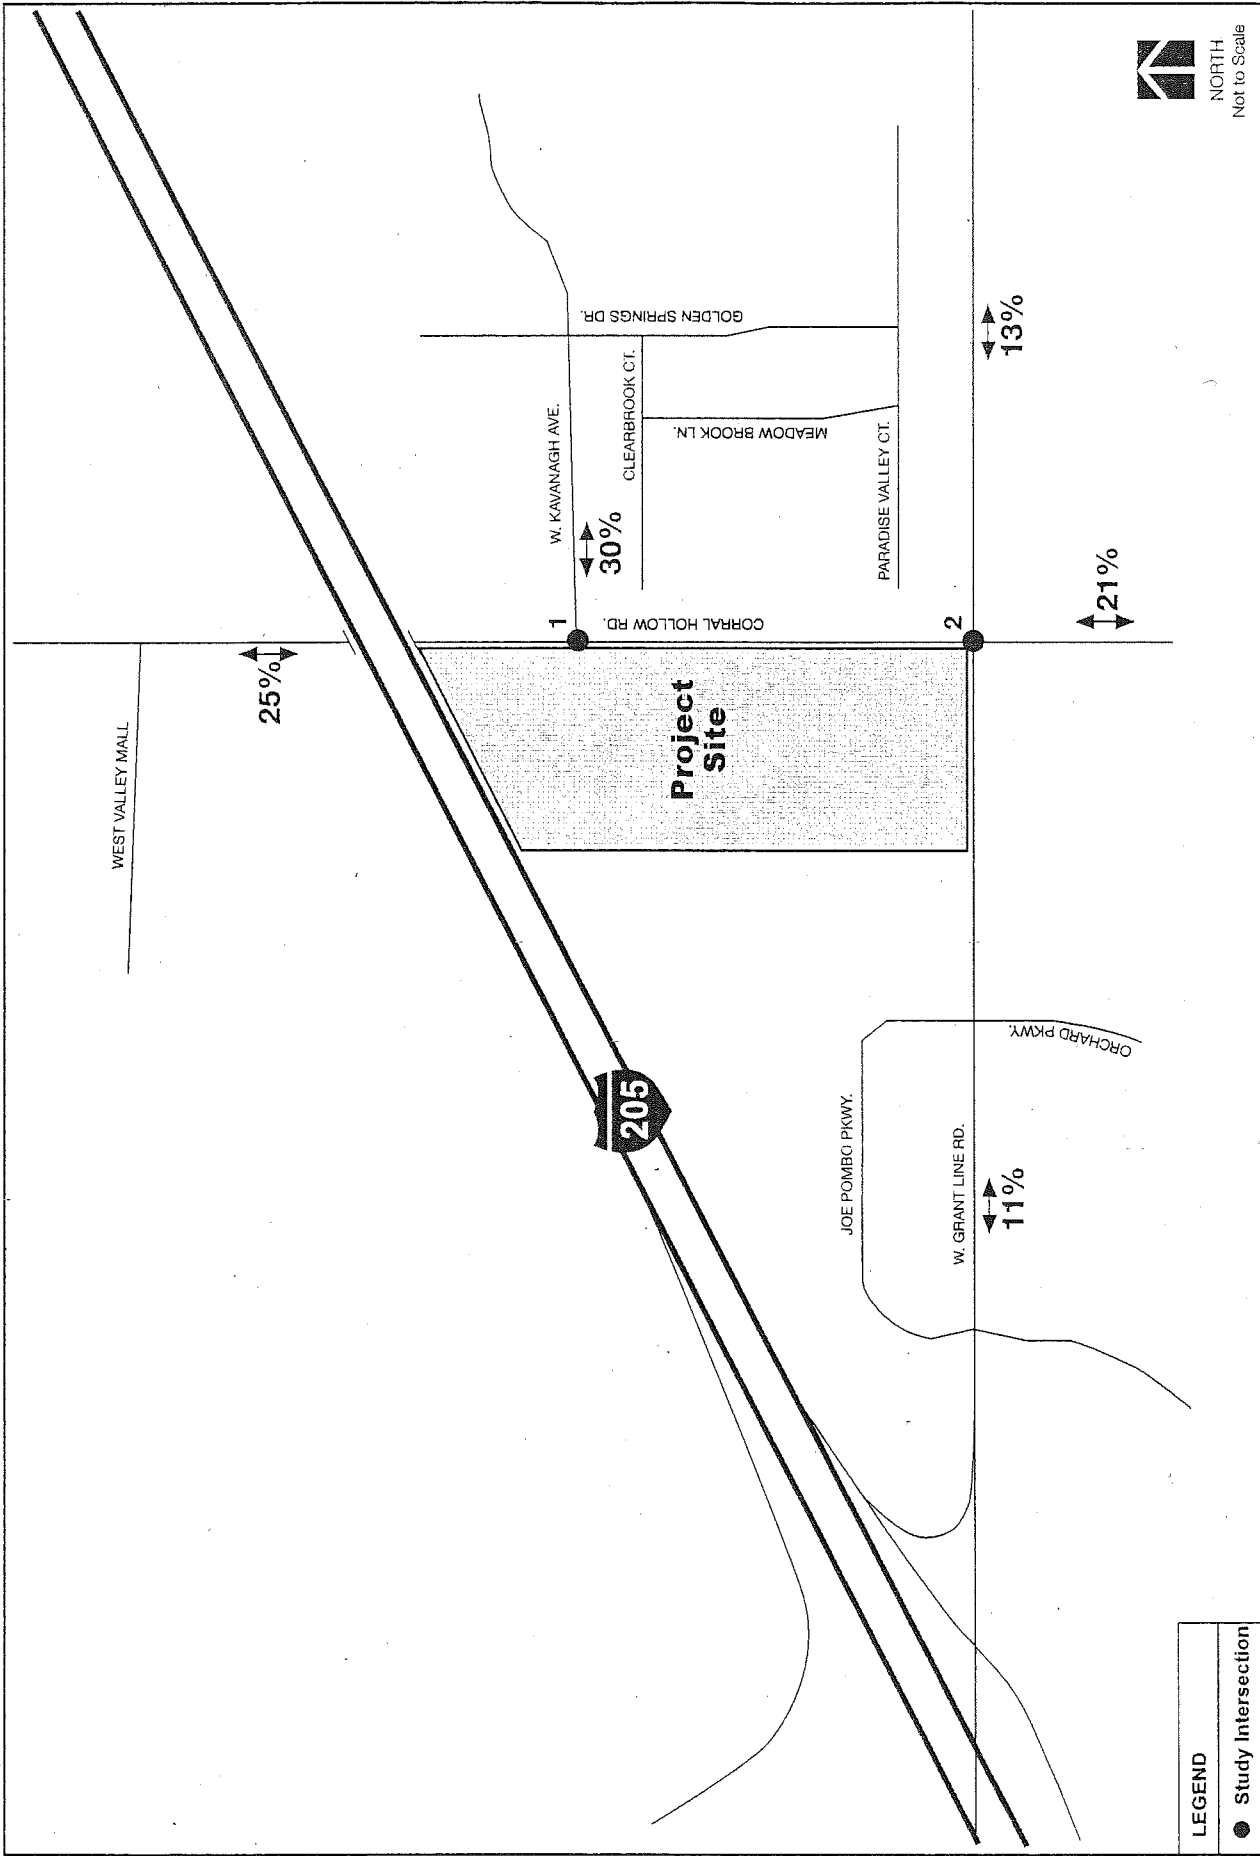 WEST VALLEY MALL
25%
W. KAVANAGH AVE.
30%
CLEARBROOK CT.
GOLDEN SPRINGS DR.
1
CORRAL HOLLOW RD.
MEADOW BROOK LN.
Project
Site
205
PARADISE VALLEY CT.
JOE POMBO PKWY.
2
W. GRANT LINE RD.
11%
13%
ORCHARD PKWY.
21%
LEGEND
Study Intersection
NORTH
Not to Scale